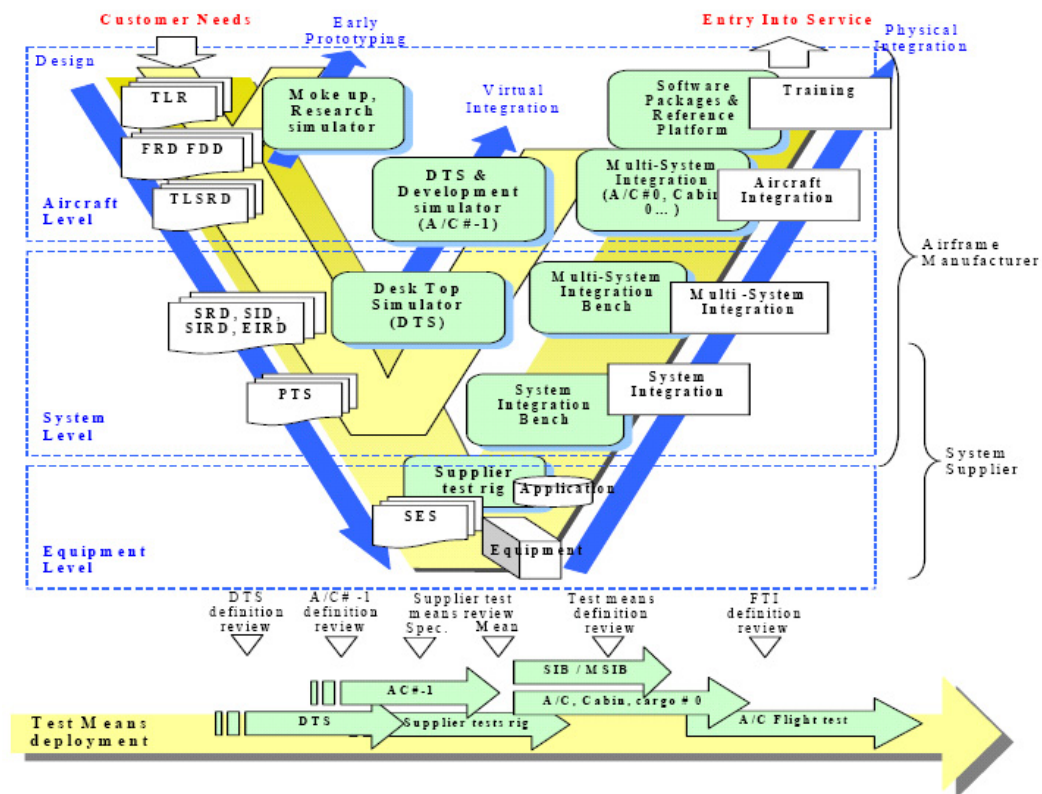 Customer Needs
Early
Prototyping
Entry Into Service
Physical
Integration
Design
TLR
Moke up,
Research
simulator
Virtual
Integration
Software
Packages &
Reference
Platform
Training
FRD FDD
DTS &
Development
simulator
(A/C#-1)
Multi-System
Integration
(A/C#0, Cabin
0...)
Aircraft
Integration
TLSRD
Aircraft
Level
Airframe
Manufacturer
Desk Top
Simulator
(DTS)
Multi-System
Integration
Bench
Multi-System
Integration
SRD, SID,
SIRD, EIRD
PTS
System
Integration
Bench
System
Integration
System
Level
System
Supplier
Supplier
test rig
Application
SES
Equipment
Equipment
Level
DTS
definition
review
A/C# -1
definition
review
Supplier test
means review
Spec. Mean
Test means
definition
review
FTI
definition
review
SIB / MSIB
AC#-1
A/C, Cabin, cargo # 0
Test Means
deployment
DTS
Supplier tests rig
A/C Flight test